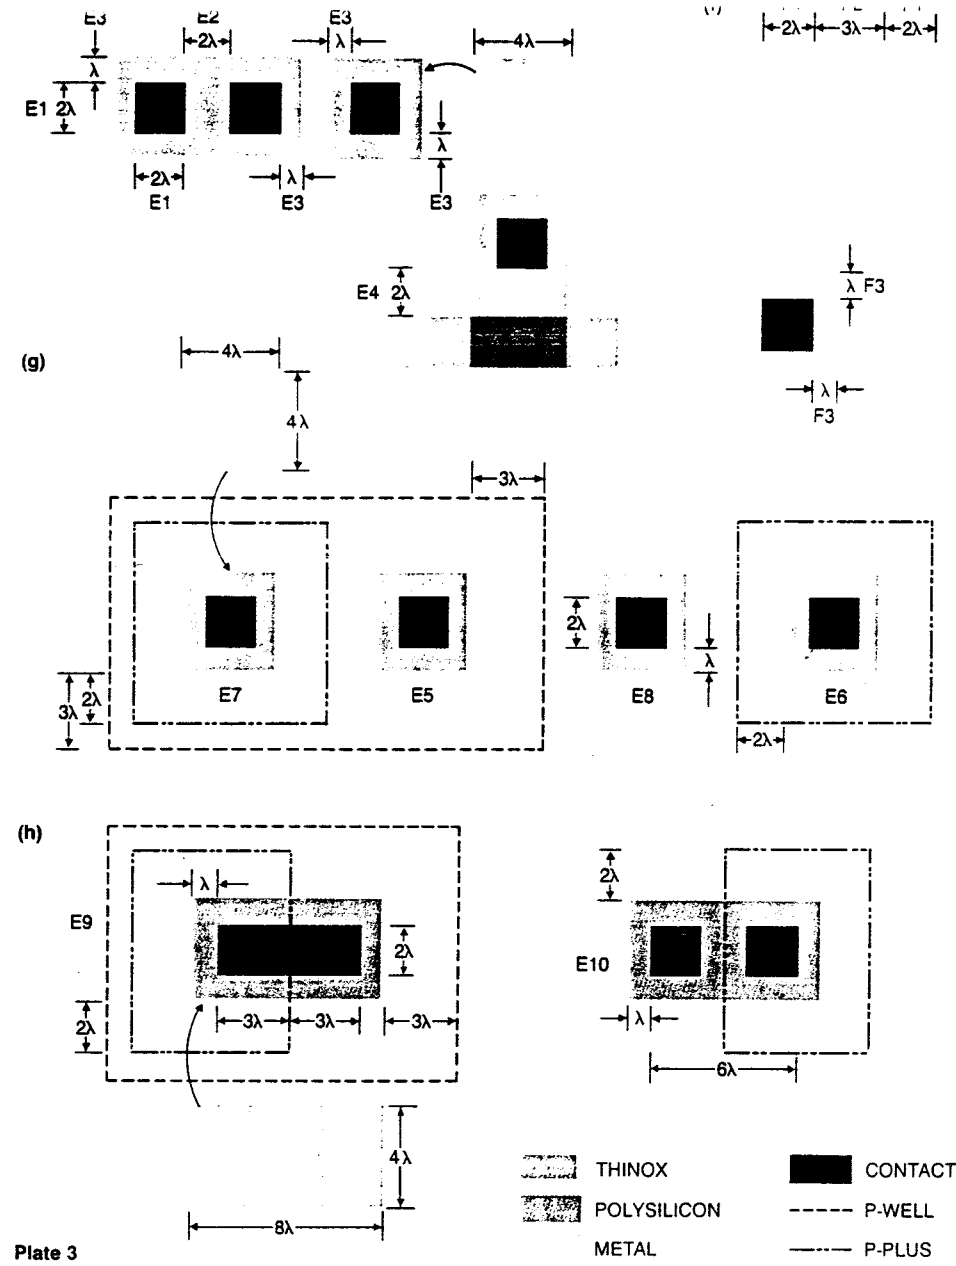 E3 E2 E3
2λ λ 4λ 2λ 3λ 2λ
λ
E1 2λ
λ
2λ λ
E1 E3 E3
E4 2λ
λ F3
(g) 4λ
λ
F3
4λ
3λ
2λ
λ
3λ 2λ
E7 E5 E8 E6
2λ
(h)
λ 2λ
E9
2λ
E10
2λ 3λ 3λ 3λ λ
6λ
4λ
8λ
THINOX CONTACT
POLYSILICON P-WELL
METAL P-PLUS
Plate 3